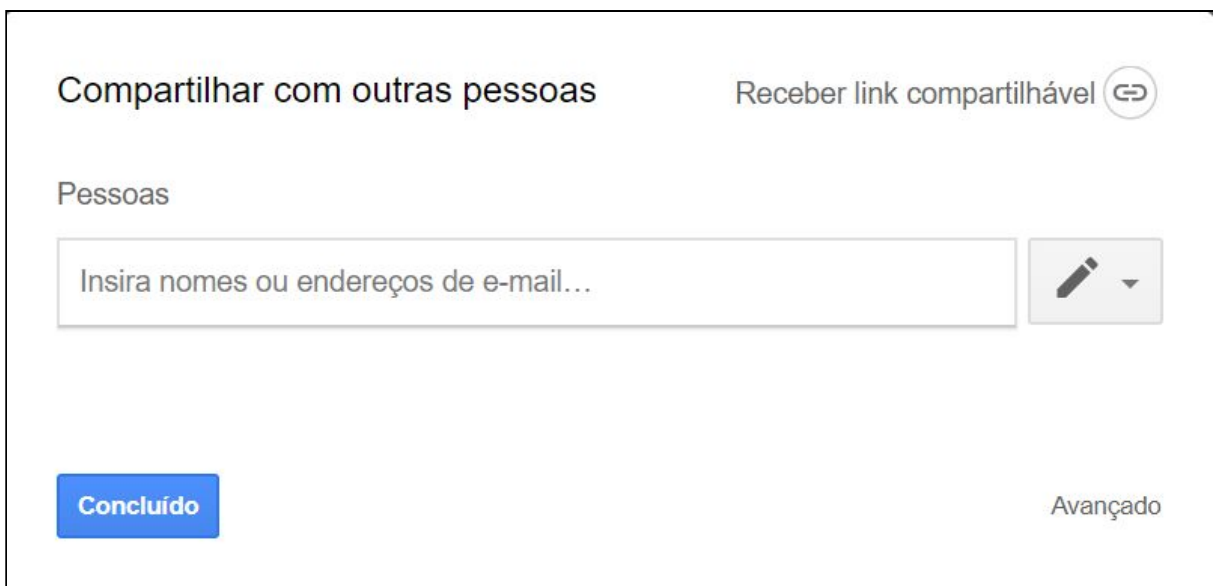 Compartilhar com outras pessoas
Receber link compartilhável
Pessoas
Insira nomes ou endereços de e-mail…
Concluído
Avançado